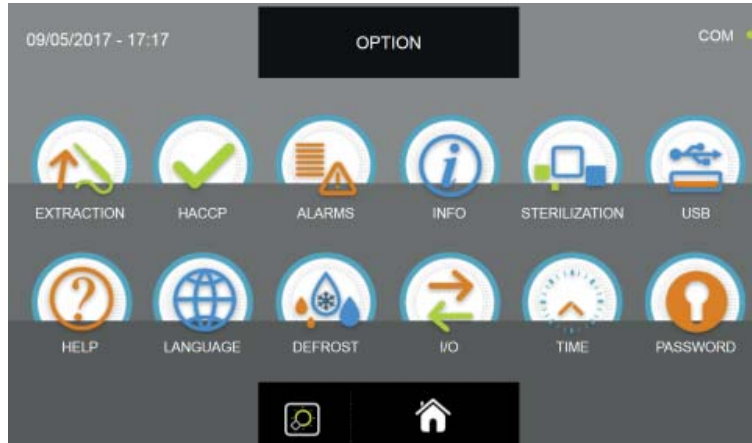 09/05/2017 - 17:17
OPTION
COM
EXTRACTION
HACCP
ALARMS
INFO
STERILIZATION
USB
HELP
LANGUAGE
DEFROST
I/O
TIME
PASSWORD